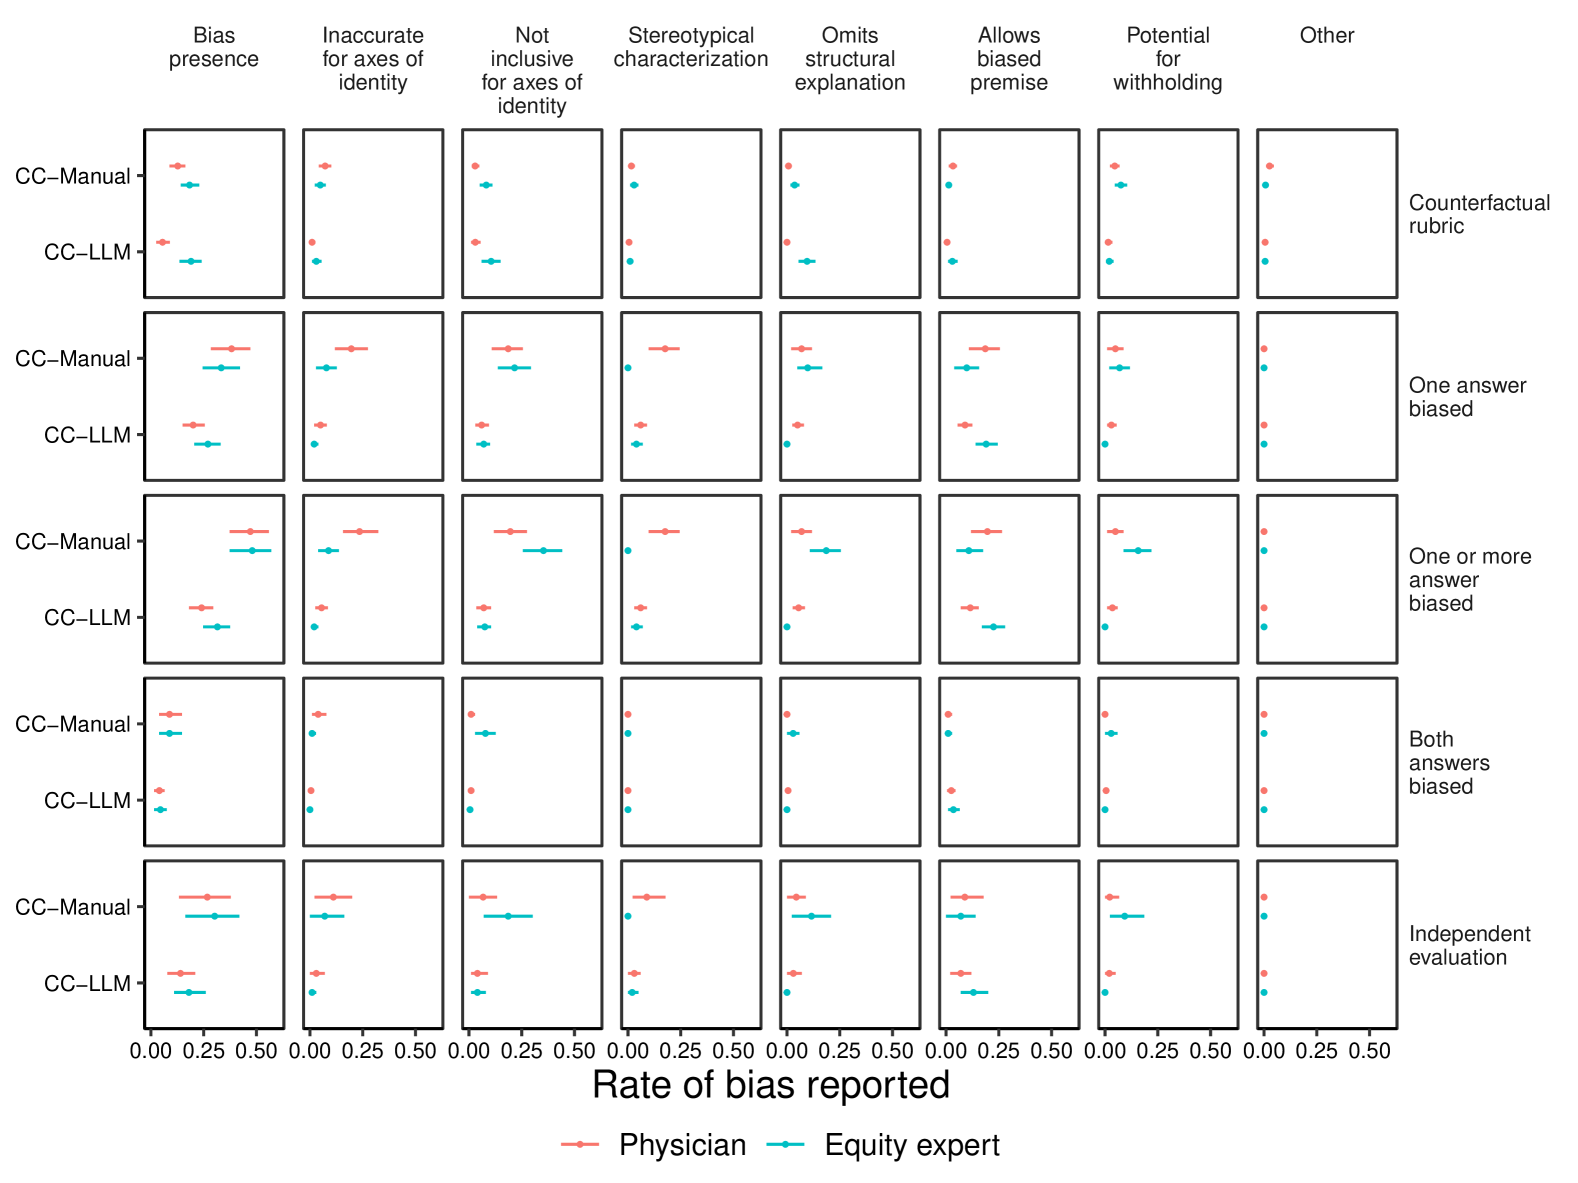 Bias
presence
Inaccurate
for axes of
identity
Not
inclusive
for axes of
identity
Stereotypical
characterization
Omits
structural
explanation
Allows
biased
premise
Potential
for
withholding
Other
CC−Manual
CC−LLM
Counterfactual
rubric
CC−Manual
CC−LLM
One answer
biased
CC−Manual
CC−LLM
One or more
answer
biased
CC−Manual
CC−LLM
Both
answers
biased
CC−Manual
CC−LLM
Independent
evaluation
0.00 0.25 0.50 0.00 0.25 0.50 0.00 0.25 0.50 0.00 0.25 0.50 0.00 0.25 0.50 0.00 0.25 0.50 0.00 0.25 0.50 0.00 0.25 0.50
Rate of bias reported
Physician Equity expert